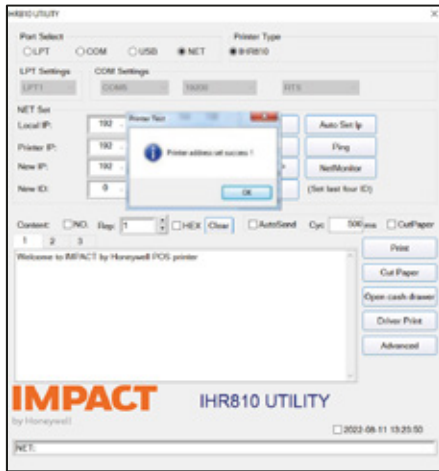 IHR810 UTILITY
Port Select
Printer Type
LPT COM USB NET IHR810
LPT Settings COM Settings
LPT1 COM5 19200 RTS
NET Set
Local IP: 192 . Auto Set Ip
Printer IP: 192 . Ping
New IP: 192 . NetMonitor
New ID: 0 (Set last four ID)
Printer Test
Printer address set success !
OK
Content: NO. Rep: 1 HEX Clear AutoSend Cyc: 500 ms CutPaper
1 2 3
Welcome to IMPACT by Honeywell POS printer
Print
Cut Paper
Open cash drawer
Driver Print
Advanced
IMPACT
by Honeywell
IHR810 UTILITY
2022-08-11 13:25:50
NET: